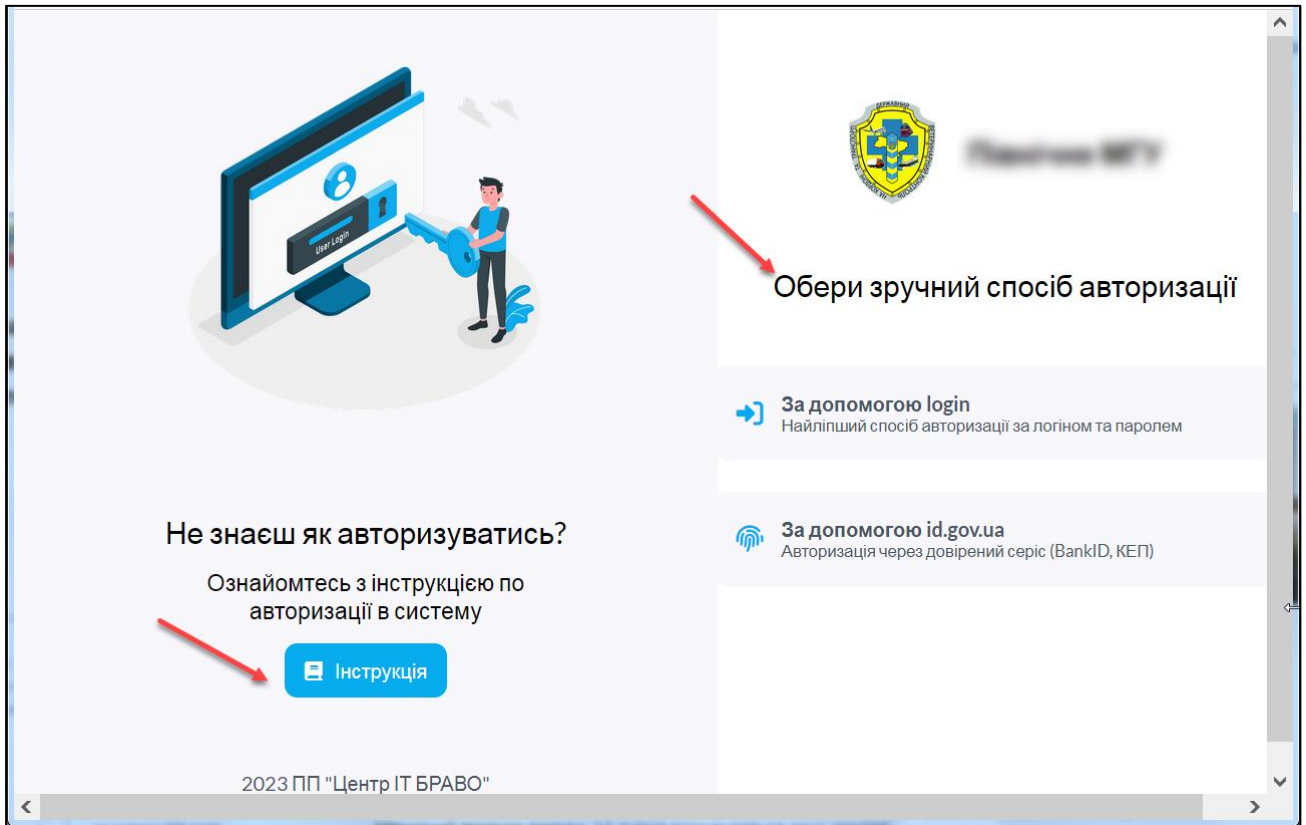 User Login
Не знаєш як авторизуватись?
Ознайомтесь з інструкцією по
авторизації в систему
Інструкція
2023 ПП "Центр ІТ БРАВО"
Обери зручний спосіб авторизації
За допомогою login
Найліпший спосіб авторизації за логіном та паролем
За допомогою id.gov.ua
Авторизація через довірений серіс (BankID, КЕП)